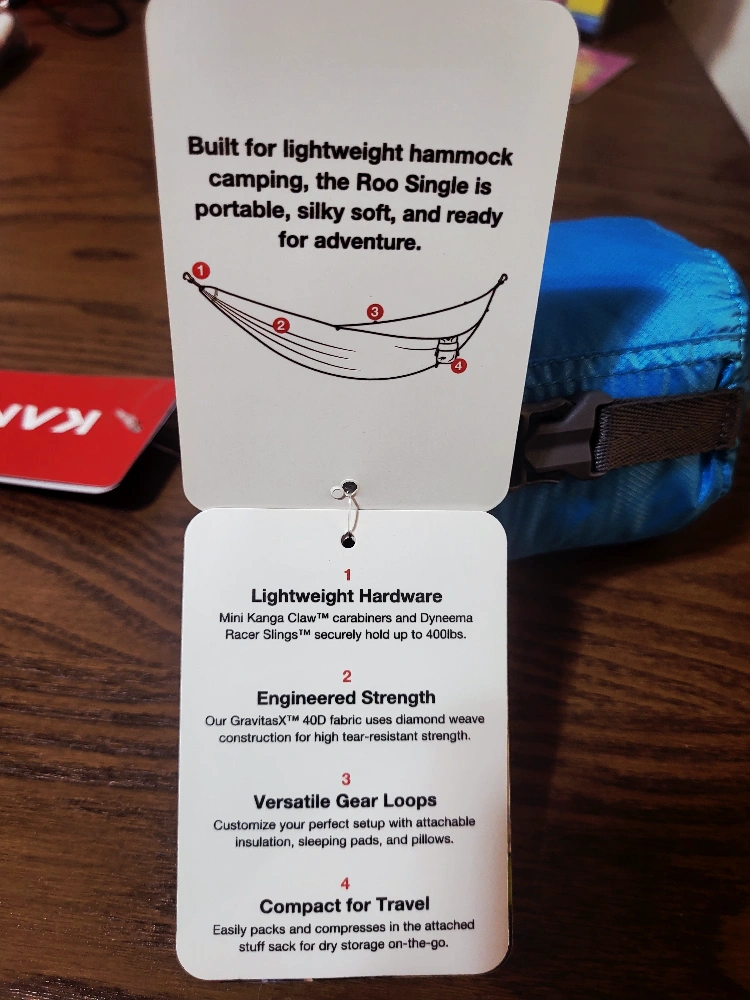 Built for lightweight hammock
camping, the Roo Single is
portable, silky soft, and ready
for adventure.
1
2
3
4
KAN
1
Lightweight Hardware
Mini Kanga Claw™ carabiners and Dyneema
Racer Slings™ securely hold up to 400lbs.
2
Engineered Strength
Our GravitasX™ 40D fabric uses diamond weave
construction for high tear-resistant strength.
3
Versatile Gear Loops
Customize your perfect setup with attachable
insulation, sleeping pads, and pillows.
4
Compact for Travel
Easily packs and compresses in the attached
stuff sack for dry storage on-the-go.